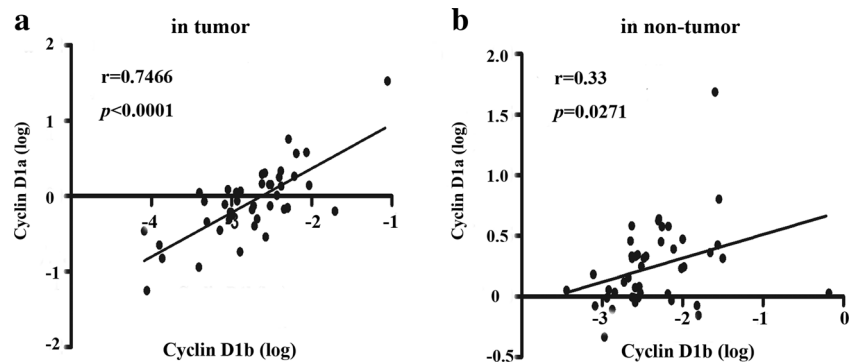 a
in tumor
r=0.7466
p<0.0001
Cyclin D1a (log)
2
1
0
-1
-2
-4
-3
-2
-1
Cyclin D1b (log)
b
in non-tumor
r=0.33
p=0.0271
Cyclin D1a (log)
2.0
1.5
1.0
0.5
0
-0.5
-3
-2
-1
0
Cyclin D1b (log)